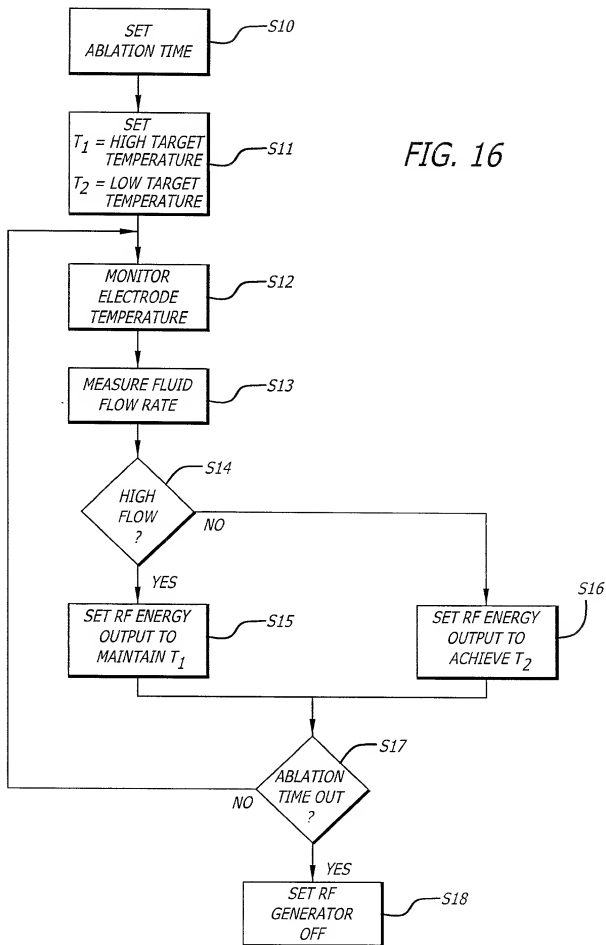 SET
ABLATION TIME
S10
SET
T1 = HIGH TARGET
TEMPERATURE
T2 = LOW TARGET
TEMPERATURE
S11
FIG. 16
MONITOR
ELECTRODE
TEMPERATURE
S12
MEASURE FLUID
FLOW RATE
S13
HIGH
FLOW
?
S14
NO
YES
SET RF ENERGY
OUTPUT TO
MAINTAIN T1
S15
SET RF ENERGY
OUTPUT TO
ACHIEVE T2
S16
ABLATION
TIME OUT
?
S17
NO
YES
SET RF
GENERATOR
OFF
S18